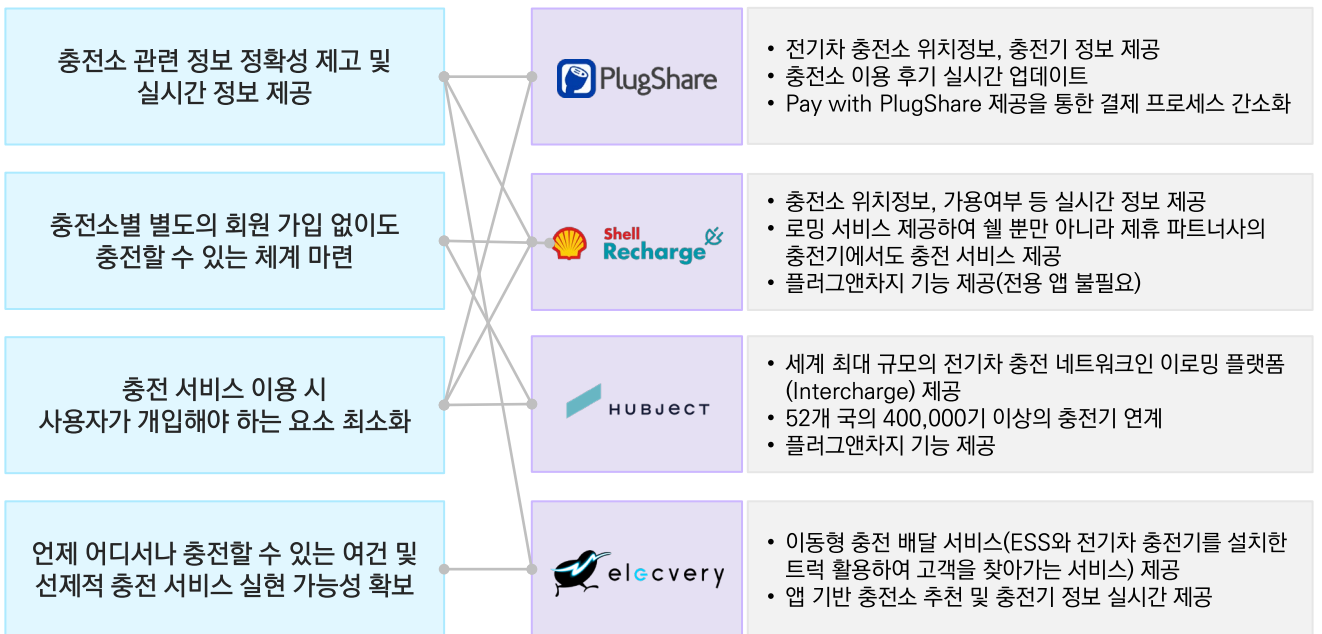 충전소 관련 정보 정확성 제고 및
실시간 정보 제공
PlugShare
• 전기차 충전소 위치정보, 충전기 정보 제공
• 충전소 이용 후기 실시간 업데이트
• Pay with PlugShare 제공을 통한 결제 프로세스 간소화
충전소별 별도의 회원 가입 없이도
충전할 수 있는 체계 마련
Shell
Recharge
• 충전소 위치정보, 가용여부 등 실시간 정보 제공
• 로밍 서비스 제공하여 쉘 뿐만 아니라 제휴 파트너사의
충전기에서도 충전 서비스 제공
• 플러그앤차지 기능 제공(전용 앱 불필요)
충전 서비스 이용 시
사용자가 개입해야 하는 요소 최소화
HUBJECT
• 세계 최대 규모의 전기차 충전 네트워크인 이로밍 플랫폼
(Intercharge) 제공
• 52개 국의 400,000기 이상의 충전기 연계
• 플러그앤차지 기능 제공
언제 어디서나 충전할 수 있는 여건 및
선제적 충전 서비스 실현 가능성 확보
elecvery
• 이동형 충전 배달 서비스(ESS와 전기차 충전기를 설치한
트럭 활용하여 고객을 찾아가는 서비스) 제공
• 앱 기반 충전소 추천 및 충전기 정보 실시간 제공